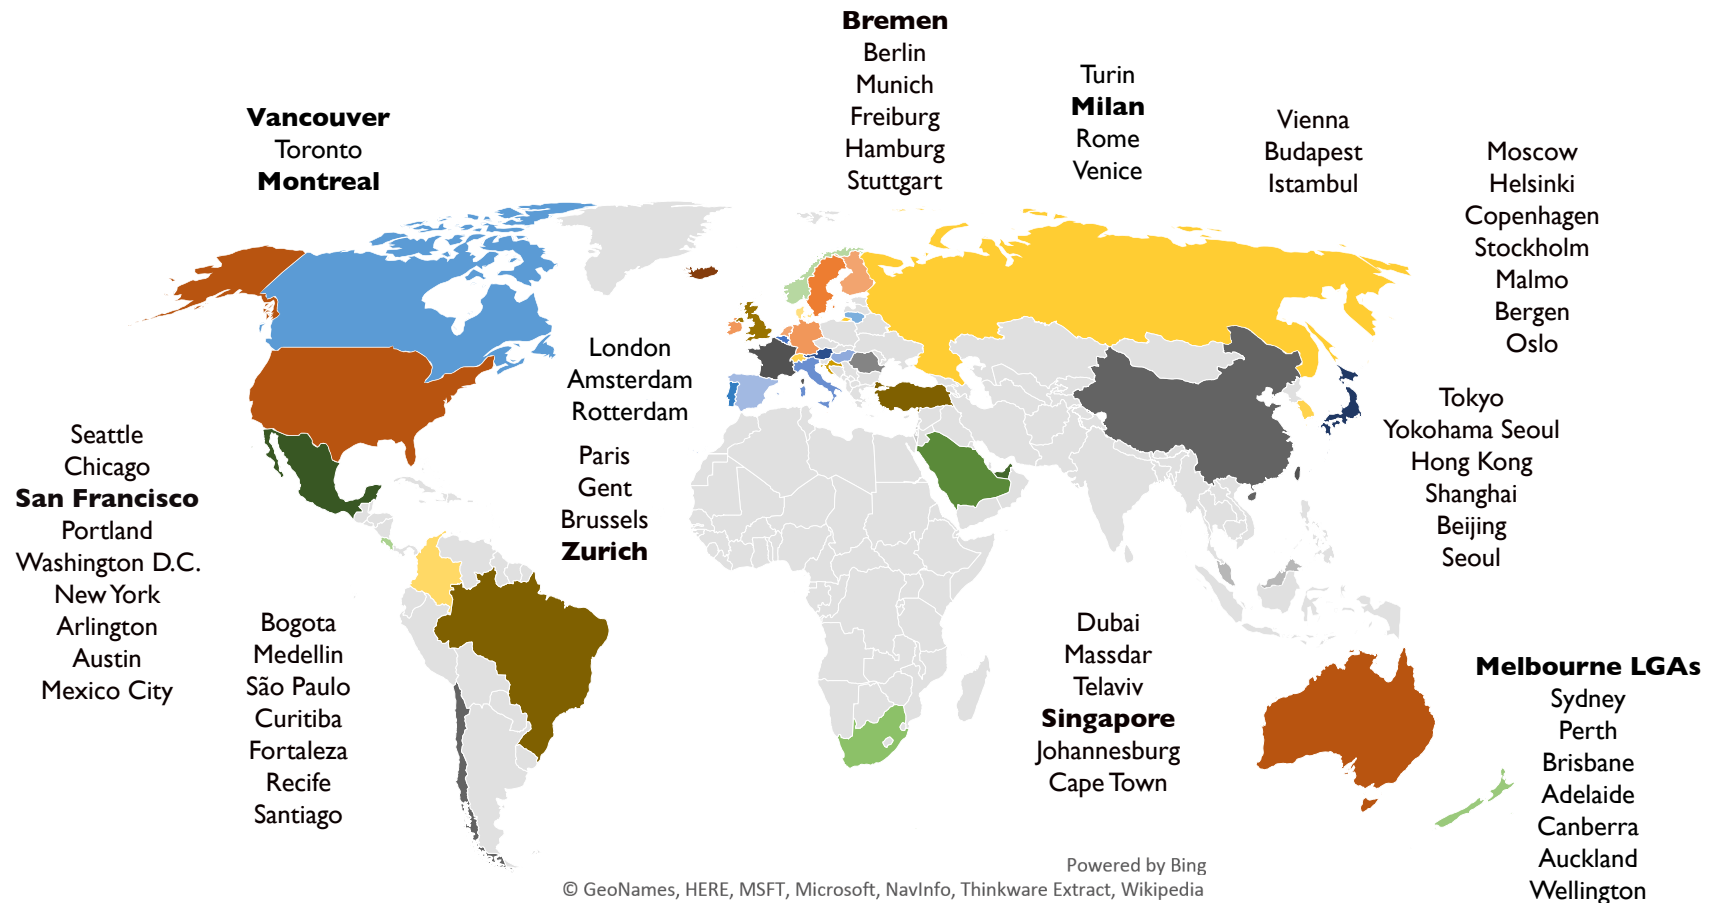 Bremen
Berlin
Munich
Freiburg
Hamburg
Stuttgart
Turin
Milan
Rome
Venice
Vienna
Budapest
Istambul
Moscow
Helsinki
Copenhagen
Stockholm
Malmo
Bergen
Oslo
Vancouver
Toronto
Montreal
London
Amsterdam
Rotterdam
Paris
Gent
Brussels
Zurich
Tokyo
Yokohama Seoul
Hong Kong
Shanghai
Beijing
Seoul
Seattle
Chicago
San Francisco
Portland
Washington D.C.
New York
Arlington
Austin
Mexico City
Bogota
Medellin
São Paulo
Curitiba
Fortaleza
Recife
Santiago
Dubai
Massdar
Telaviv
Singapore
Johannesburg
Cape Town
Melbourne LGAs
Sydney
Perth
Brisbane
Adelaide
Canberra
Auckland
Wellington
Powered by Bing
© GeoNames, HERE, MSFT, Microsoft, NavInfo, Thinkware Extract, Wikipedia